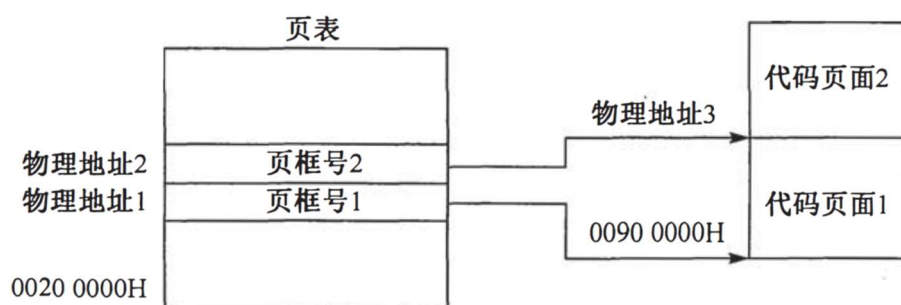 页表
代码页面2
物理地址3
物理地址2
页框号2
物理地址1
页框号1
代码页面1
0090 0000H
0020 0000H